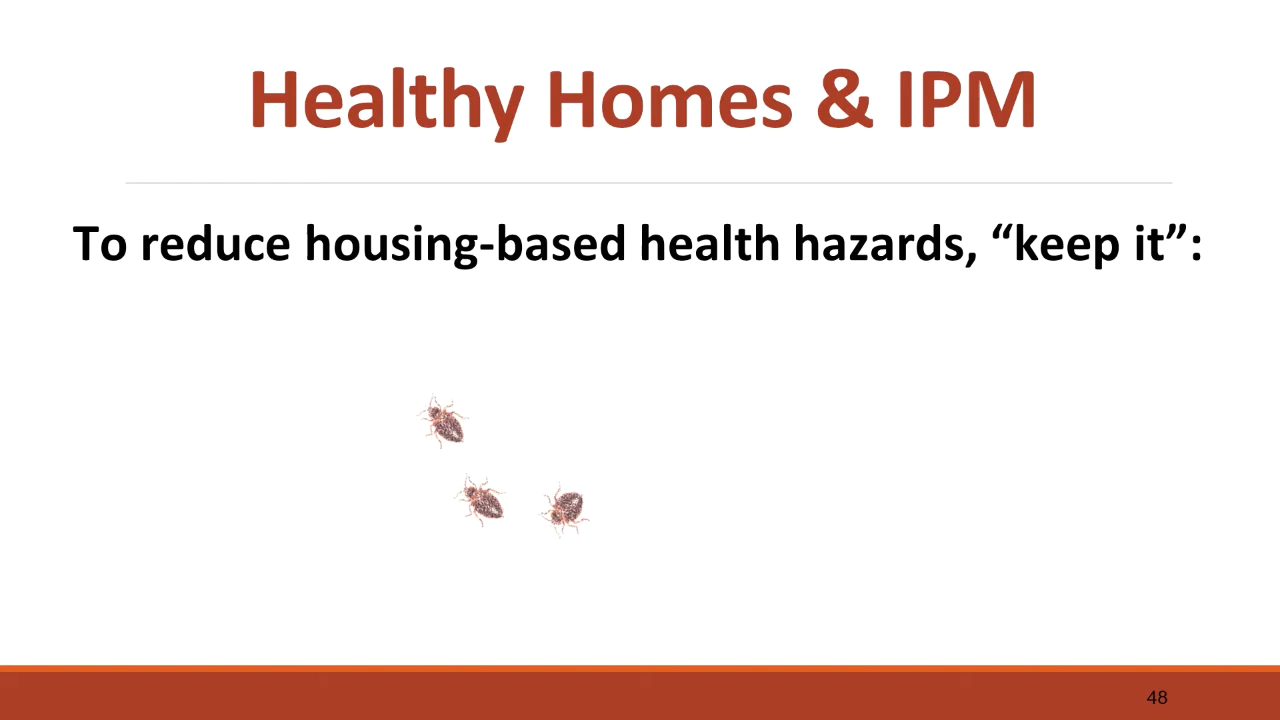 Healthy Homes & IPM
To reduce housing-based health hazards, “keep it”:
48